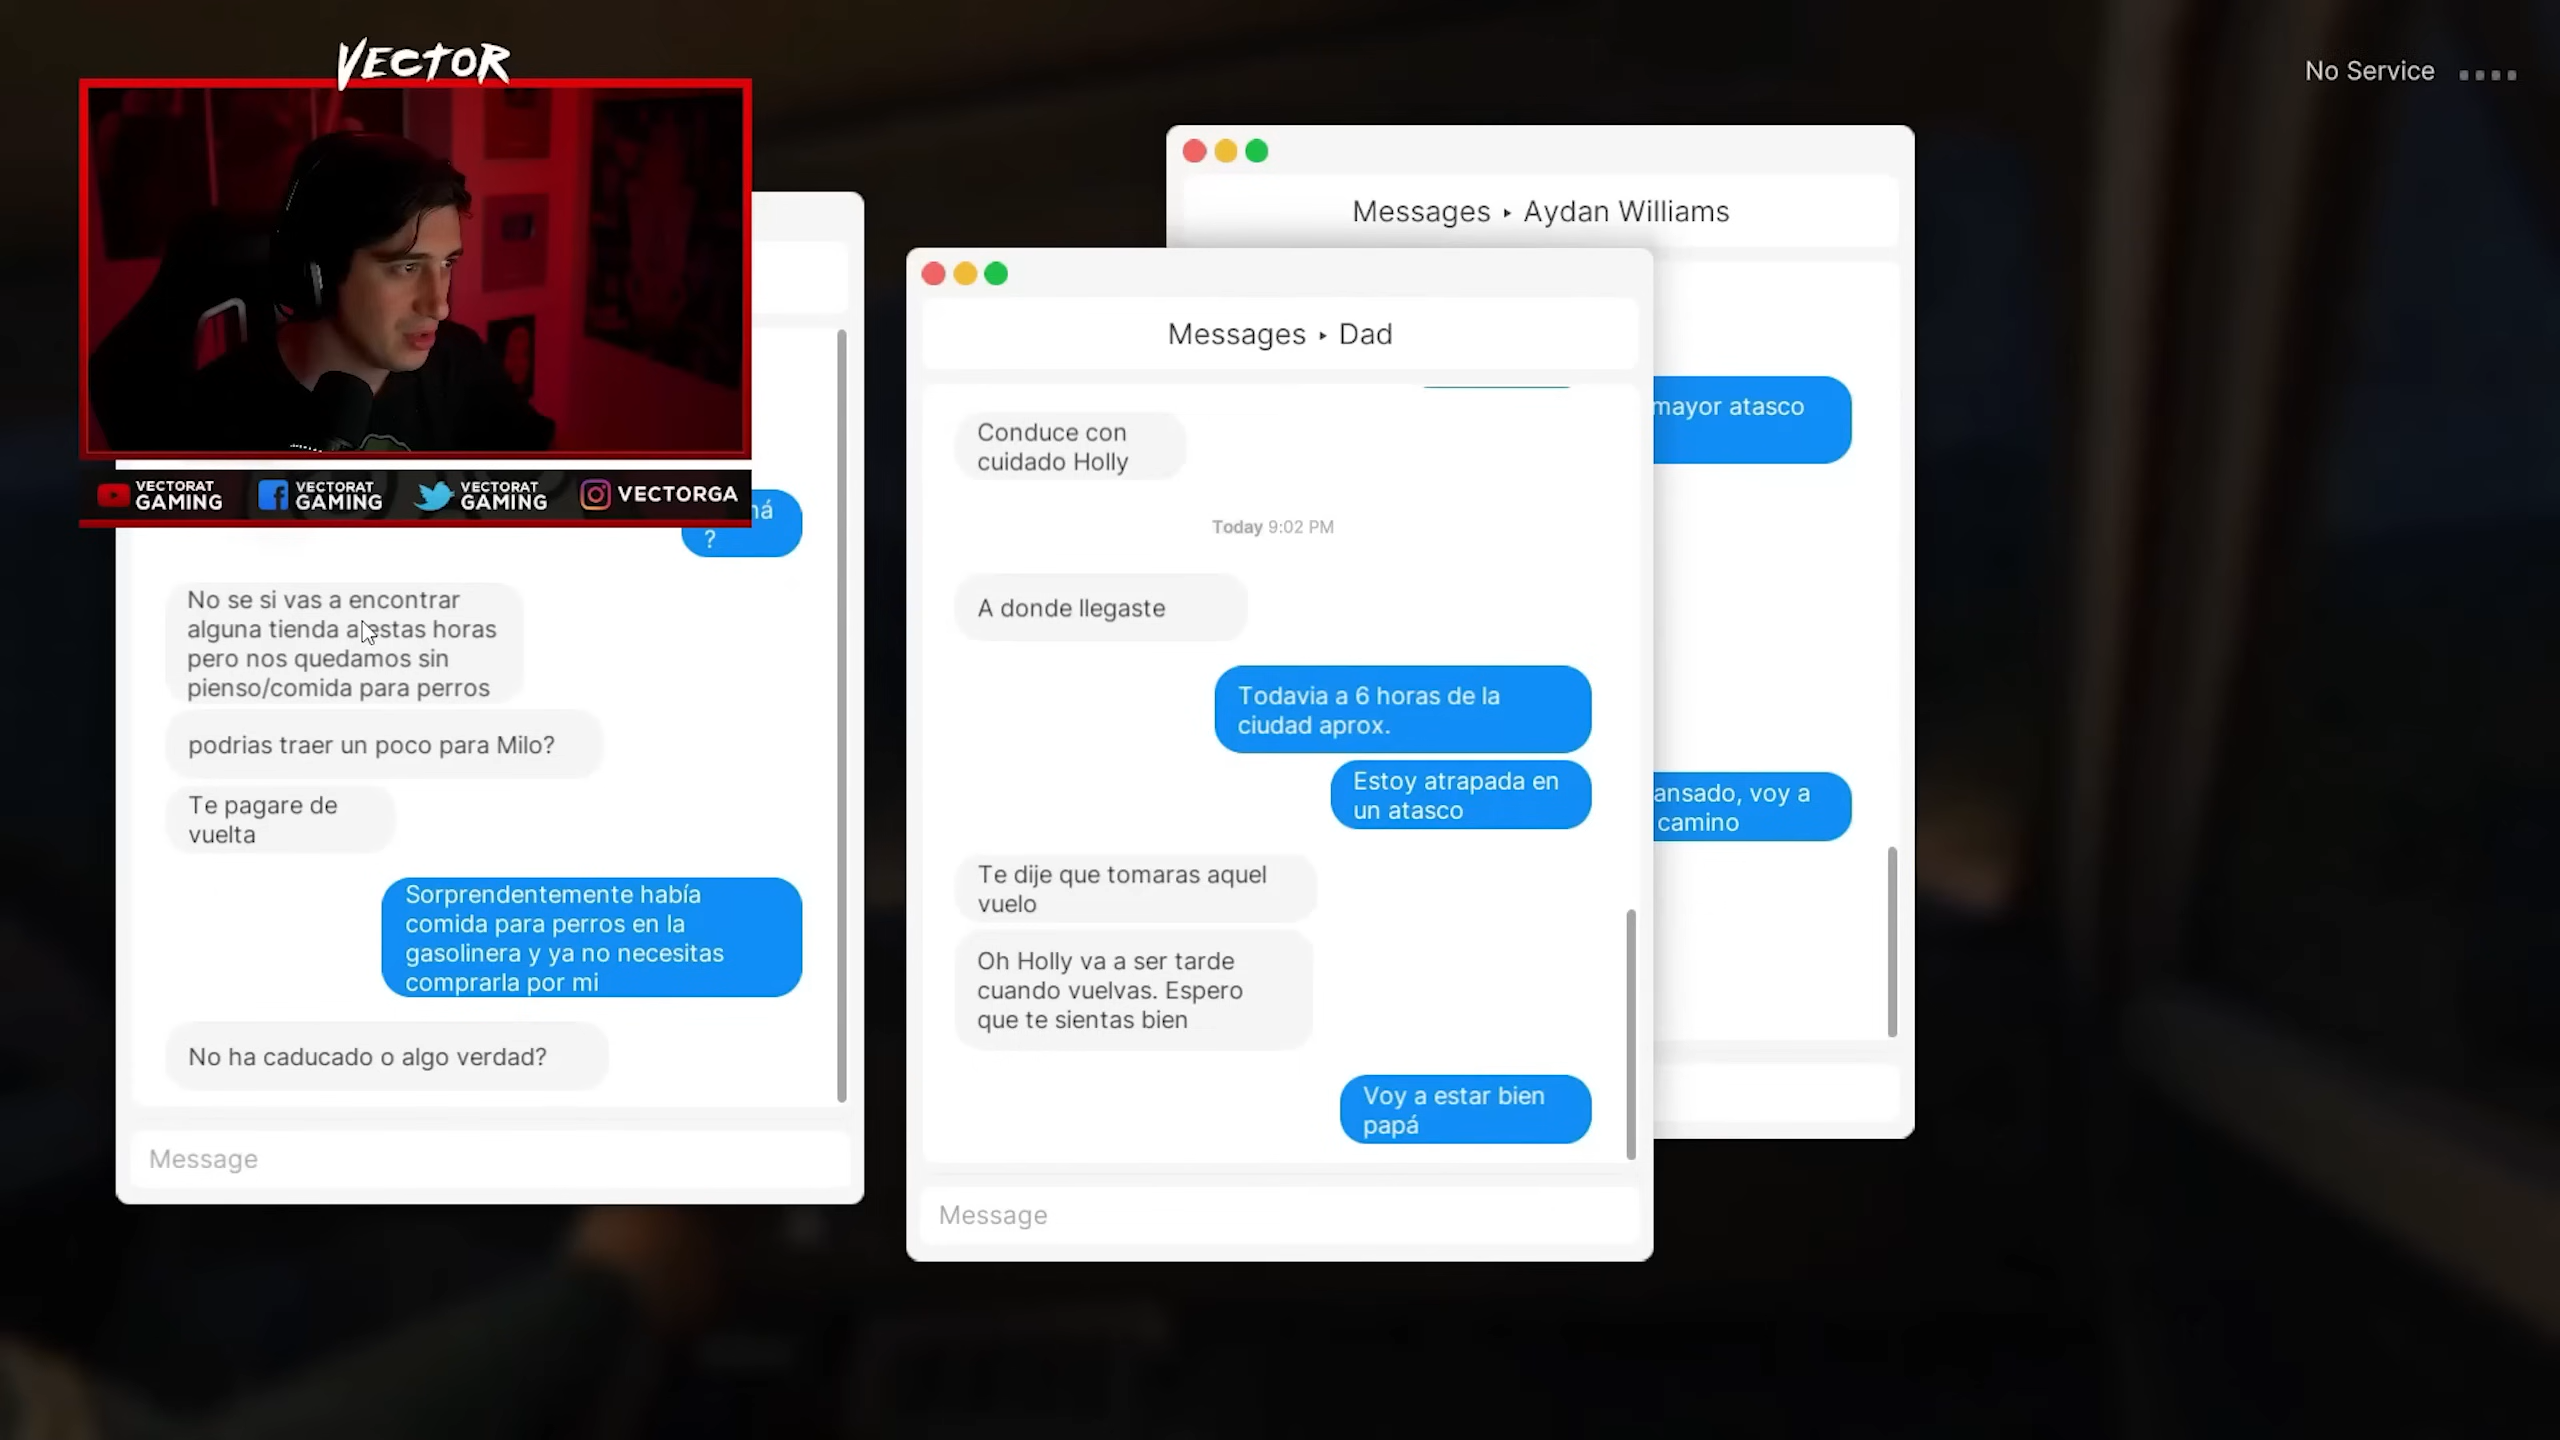 VECTOR
VECTORAT
GAMING
VECTORAT
GAMING
VECTORAT
GAMING
VECTORGA
No Service
?
No se si vas a encontrar
alguna tienda a estas horas
pero nos quedamos sin
pienso/comida para perros
podrias traer un poco para Milo?
Te pagare de
vuelta
Sorprendentemente había
comida para perros en la
gasolinera y ya no necesitas
comprarla por mi
No ha caducado o algo verdad?
Message
Messages ▸ Dad
Conduce con
cuidado Holly
Today 9:02 PM
A donde llegaste
Todavia a 6 horas de la
ciudad aprox.
Estoy atrapada en
un atasco
Te dije que tomaras aquel
vuelo
Oh Holly va a ser tarde
cuando vuelvas. Espero
que te sientas bien
Voy a estar bien
papá
Message
Messages ▸ Aydan Williams
mayor atasco
ansado, voy a
camino